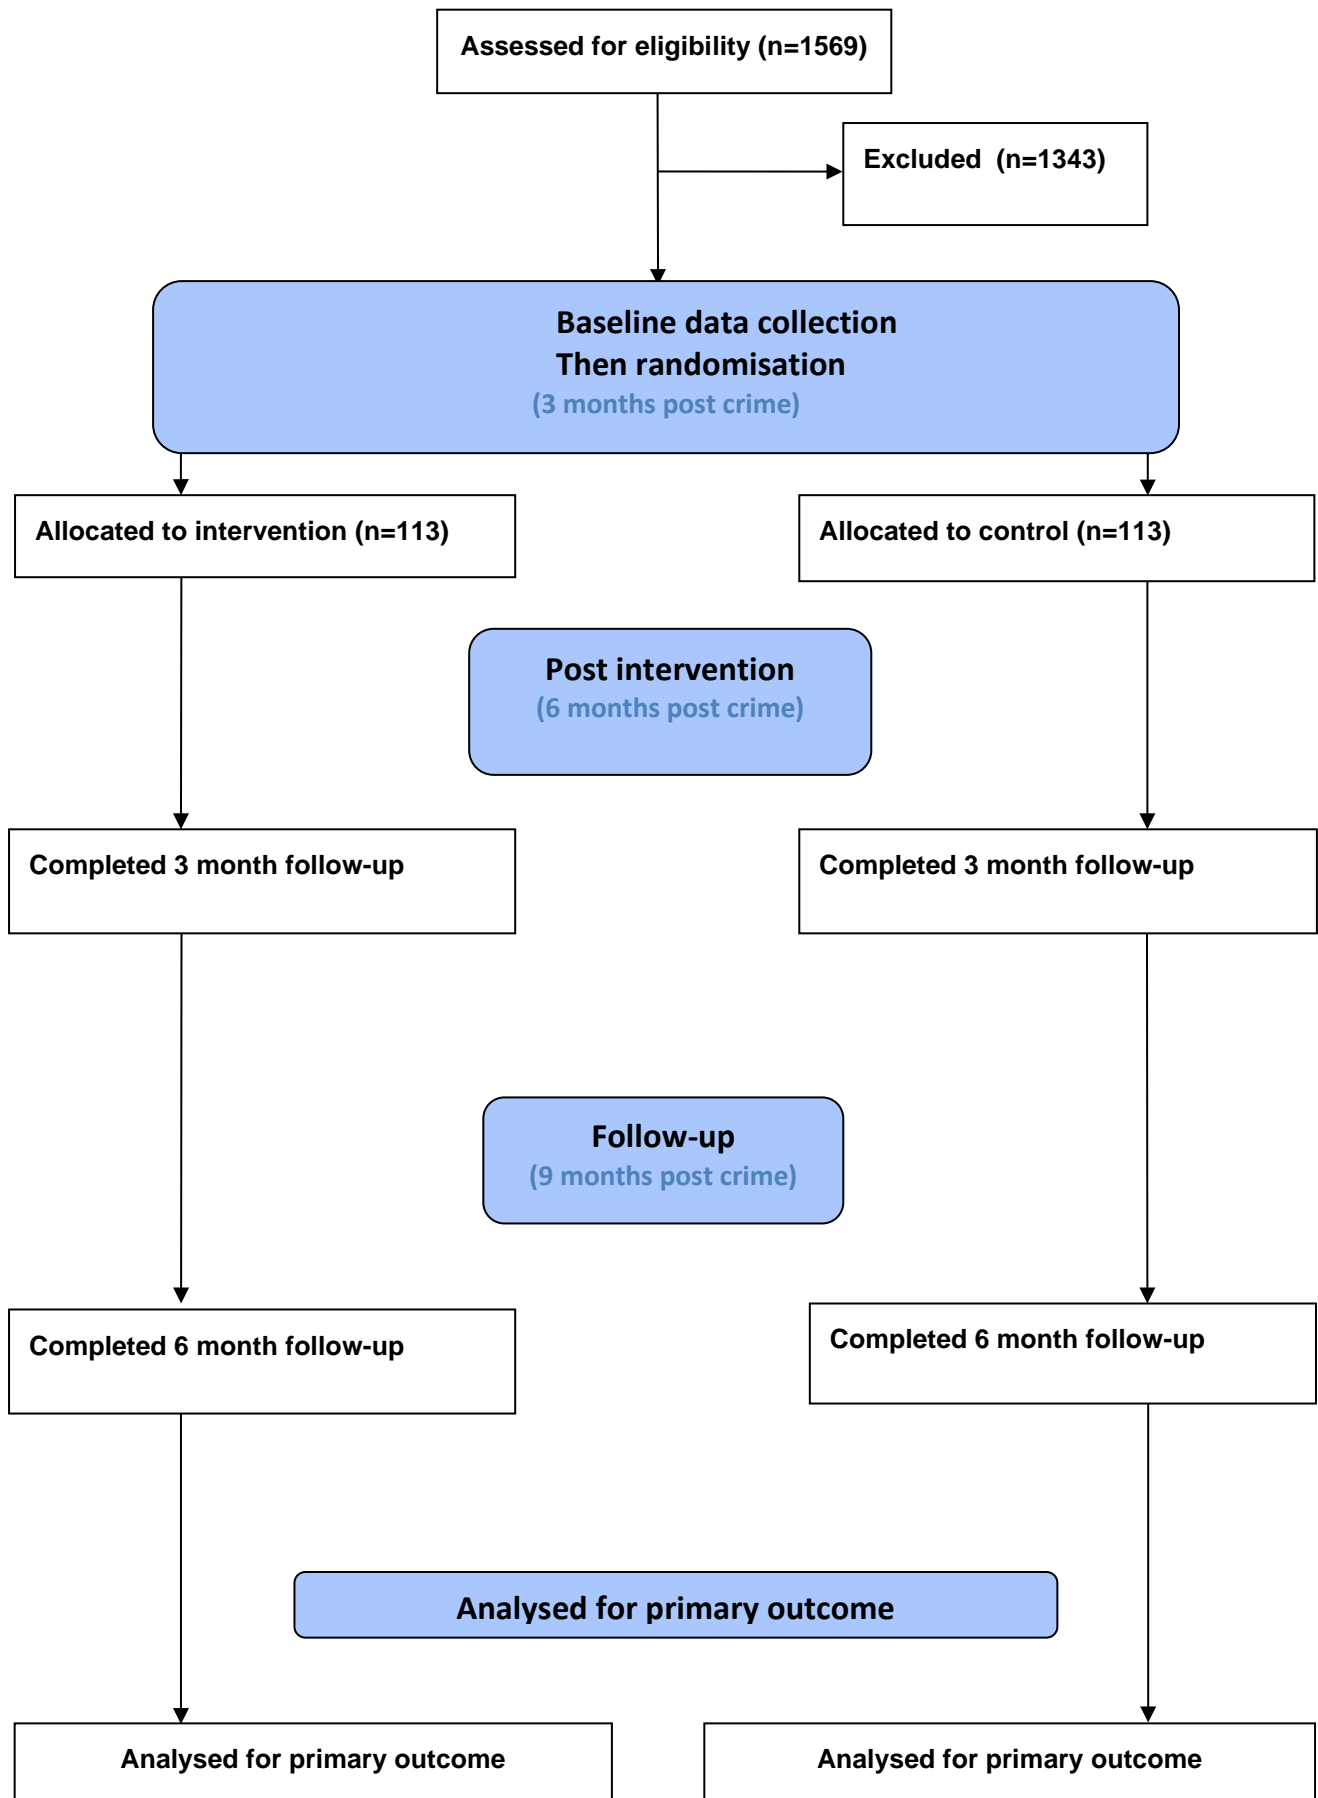 Assessed for eligibility (n=1569)
Excluded  (n=1343)
Baseline data collection
Then randomisation
(3 months post crime)
Allocated to intervention (n=113)
Allocated to control (n=113)
Post intervention
(6 months post crime)
Completed 3 month follow-up
Completed 3 month follow-up
Follow-up
(9 months post crime)
Completed 6 month follow-up
Completed 6 month follow-up
Analysed for primary outcome
Analysed for primary outcome
Analysed for primary outcome